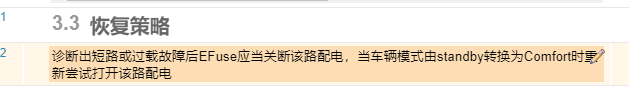 1
3.3 恢复策略
2
诊断出短路或过载故障后EFuse应当关断该路配电，当车辆模式由standby转换为Comfort时重
新尝试打开该路配电